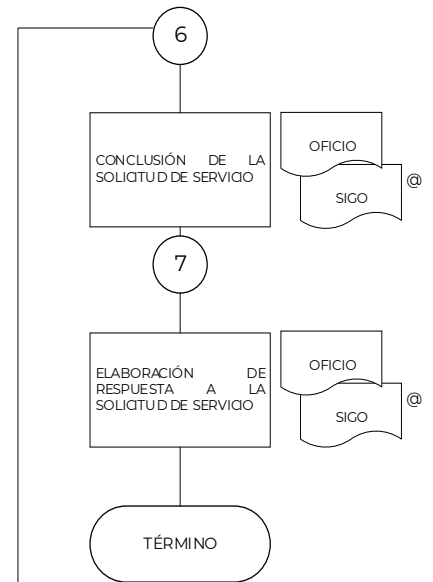 6
CONCLUSIÓN DE LA
SOLICITUD DE SERVICIO
OFICIO
SIGO
@
7
ELABORACIÓN DE
RESPUESTA A LA
SOLICITUD DE SERVICIO
OFICIO
SIGO
@
TÉRMINO